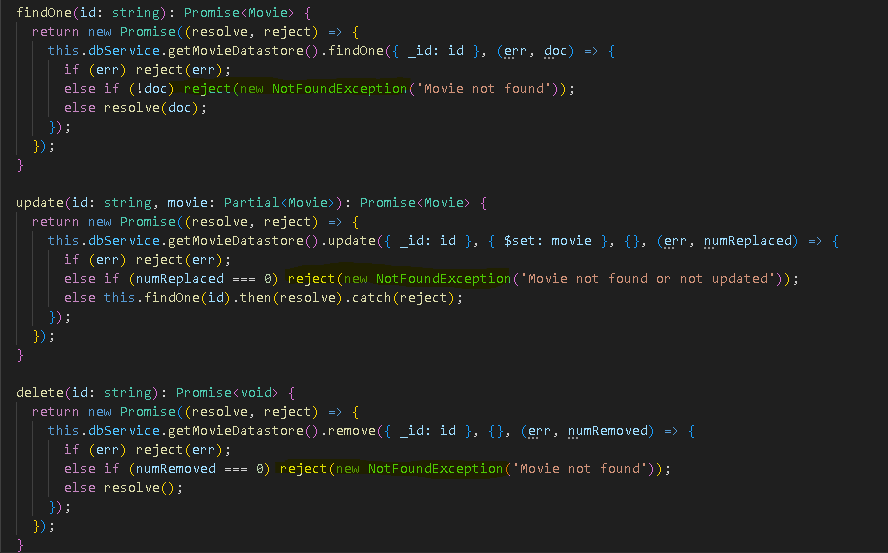 findOne(id: string): Promise<Movie> {
return new Promise((resolve, reject) => {
this.dbService.getMovieDatastore().findOne({ _id: id }, (err, doc) => {
if (err) reject(err);
else if (!doc) reject(new NotFoundException('Movie not found'));
else resolve(doc);
});
});
}
update(id: string, movie: Partial<Movie>): Promise<Movie> {
return new Promise((resolve, reject) => {
this.dbService.getMovieDatastore().update({ _id: id }, { $set: movie }, {}, (err, numReplaced) => {
if (err) reject(err);
else if (numReplaced === 0) reject(new NotFoundException('Movie not found or not updated'));
else this.findOne(id).then(resolve).catch(reject);
});
});
}
delete(id: string): Promise<void> {
return new Promise((resolve, reject) => {
this.dbService.getMovieDatastore().remove({ _id: id }, {}, (err, numRemoved) => {
if (err) reject(err);
else if (numRemoved === 0) reject(new NotFoundException('Movie not found'));
else resolve();
});
});
}